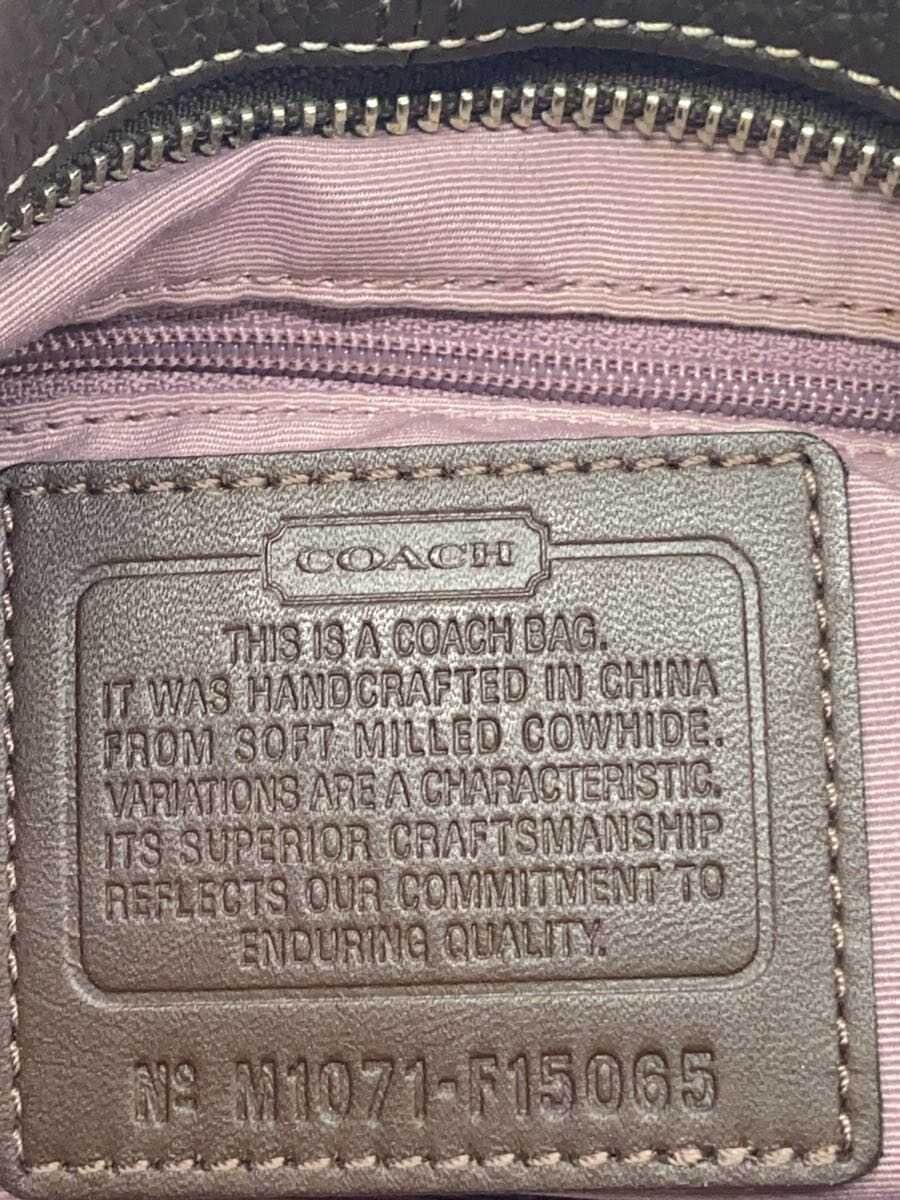 COACH
THIS IS A COACH BAG.
IT WAS HANDCRAFTED IN CHINA
FROM SOFT MILLED COWHIDE.
VARIATIONS ARE A CHARACTERISTIC.
ITS SUPERIOR CRAFTSMANSHIP
REFLECTS OUR COMMITMENT TO
ENDURING QUALITY.
Nº M1071-F15065